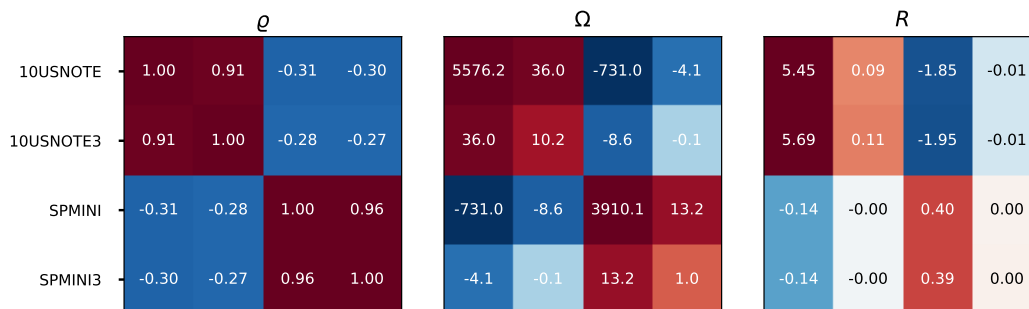 ϱ Ω R
10USNOTE 1.00 0.91 -0.31 -0.30 5576.2 36.0 -731.0 -4.1 5.45 0.09 -1.85 -0.01
10USNOTE3 0.91 1.00 -0.28 -0.27 36.0 10.2 -8.6 -0.1 5.69 0.11 -1.95 -0.01
SPMINI -0.31 -0.28 1.00 0.96 -731.0 -8.6 3910.1 13.2 -0.14 -0.00 0.40 0.00
SPMINI3 -0.30 -0.27 0.96 1.00 -4.1 -0.1 13.2 1.0 -0.14 -0.00 0.39 0.00